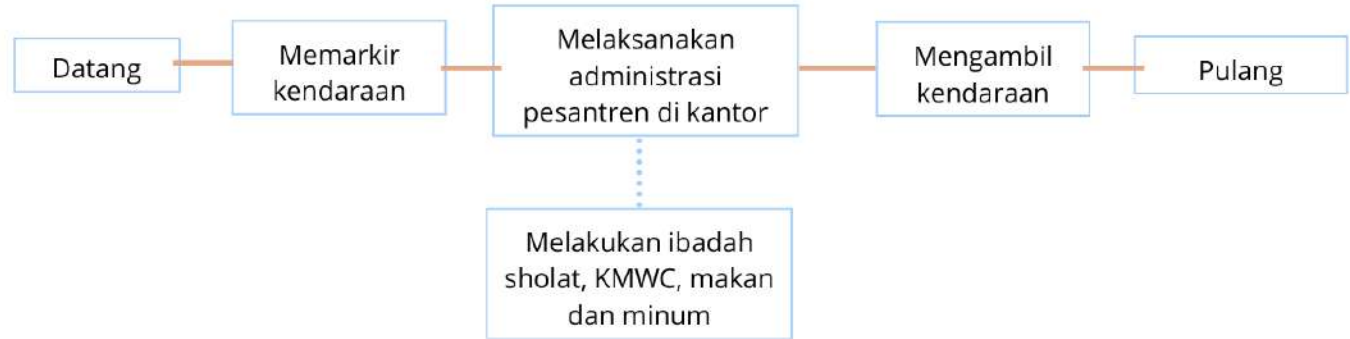 Datang
Memarkir
kendaraan
Melaksanakan
administrasi
pesantren di kantor
Mengambil
kendaraan
Pulang
Melakukan ibadah
sholat, KMWC, makan
dan minum